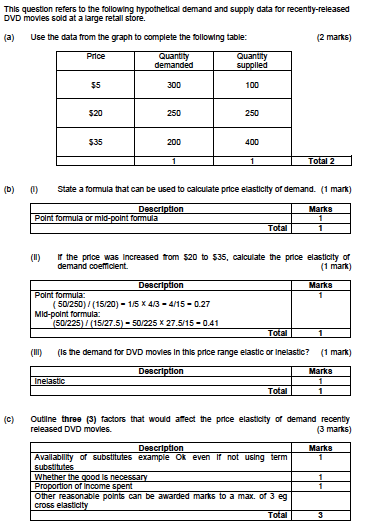 This question refers to the following hypothetical demand and supply data for recently-released
DVD movies sold at a large retail store.
(a) Use the data from the graph to complete the following table: (2 marks)
Price Quantity demanded Quantity supplied
$5 300 100
$20 250 250
$35 200 400
1 1 Total 2
(b) (i) State a formula that can be used to calculate price elasticity of demand. (1 mark)
Description Marks
Point formula or mid-point formula 1
Total 1
(ii) If the price was increased from $20 to $35, calculate the price elasticity of
demand coefficient. (1 mark)
Description Marks
Point formula: 1
( 50/250) / (15/20) = 1/5 X 4/3 = 4/15 = 0.27
Mid-point formula:
(50/225) / (15/27.5) = 50/225 X 27.5/15 = 0.41
Total 1
(iii) (Is the demand for DVD movies in this price range elastic or inelastic? (1 mark)
Description Marks
Inelastic 1
Total 1
(c) Outline three (3) factors that would affect the price elasticity of demand recently
released DVD movies. (3 marks)
Description Marks
Availability of substitutes example Ok even if not using term 1
substitutes
Whether the good is necessary 1
Proportion of income spent 1
Other reasonable points can be awarded marks to a max. of 3 eg
cross elasticity
Total 3